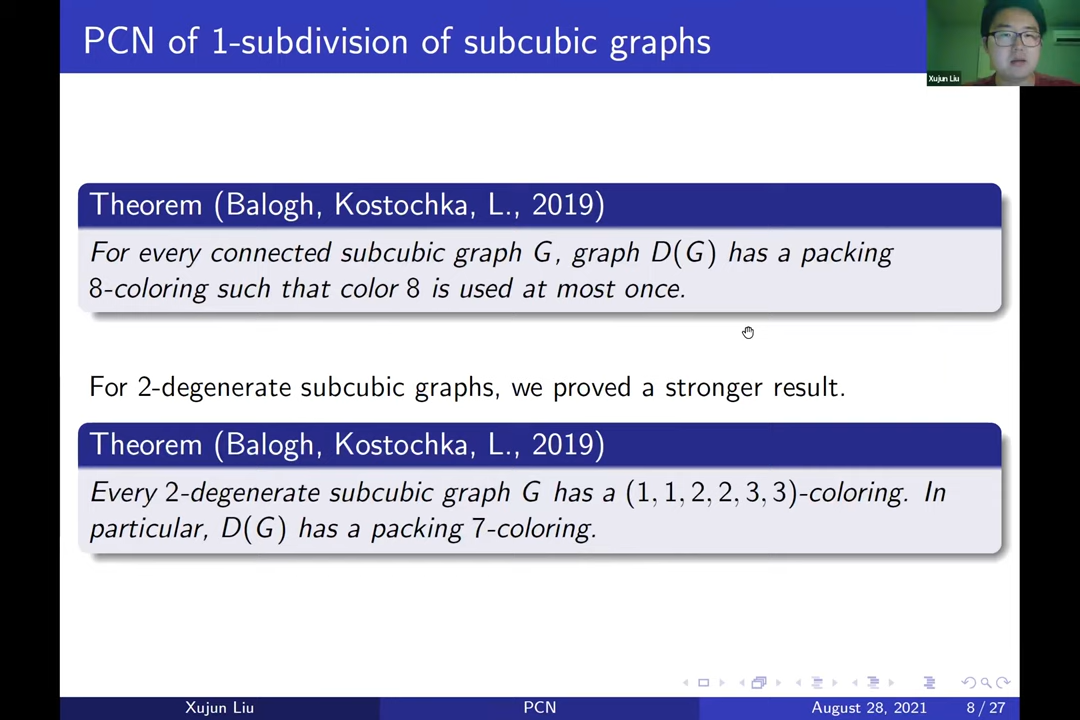 PCN of 1-subdivision of subcubic graphs
Xujun Liu
Theorem (Balogh, Kostochka, L., 2019)
For every connected subcubic graph G, graph D(G) has a packing
8-coloring such that color 8 is used at most once.
For 2-degenerate subcubic graphs, we proved a stronger result.
Theorem (Balogh, Kostochka, L., 2019)
Every 2-degenerate subcubic graph G has a (1, 1, 2, 2, 3, 3)-coloring. In
particular, D(G) has a packing 7-coloring.
Xujun Liu PCN August 28, 2021 8 / 27